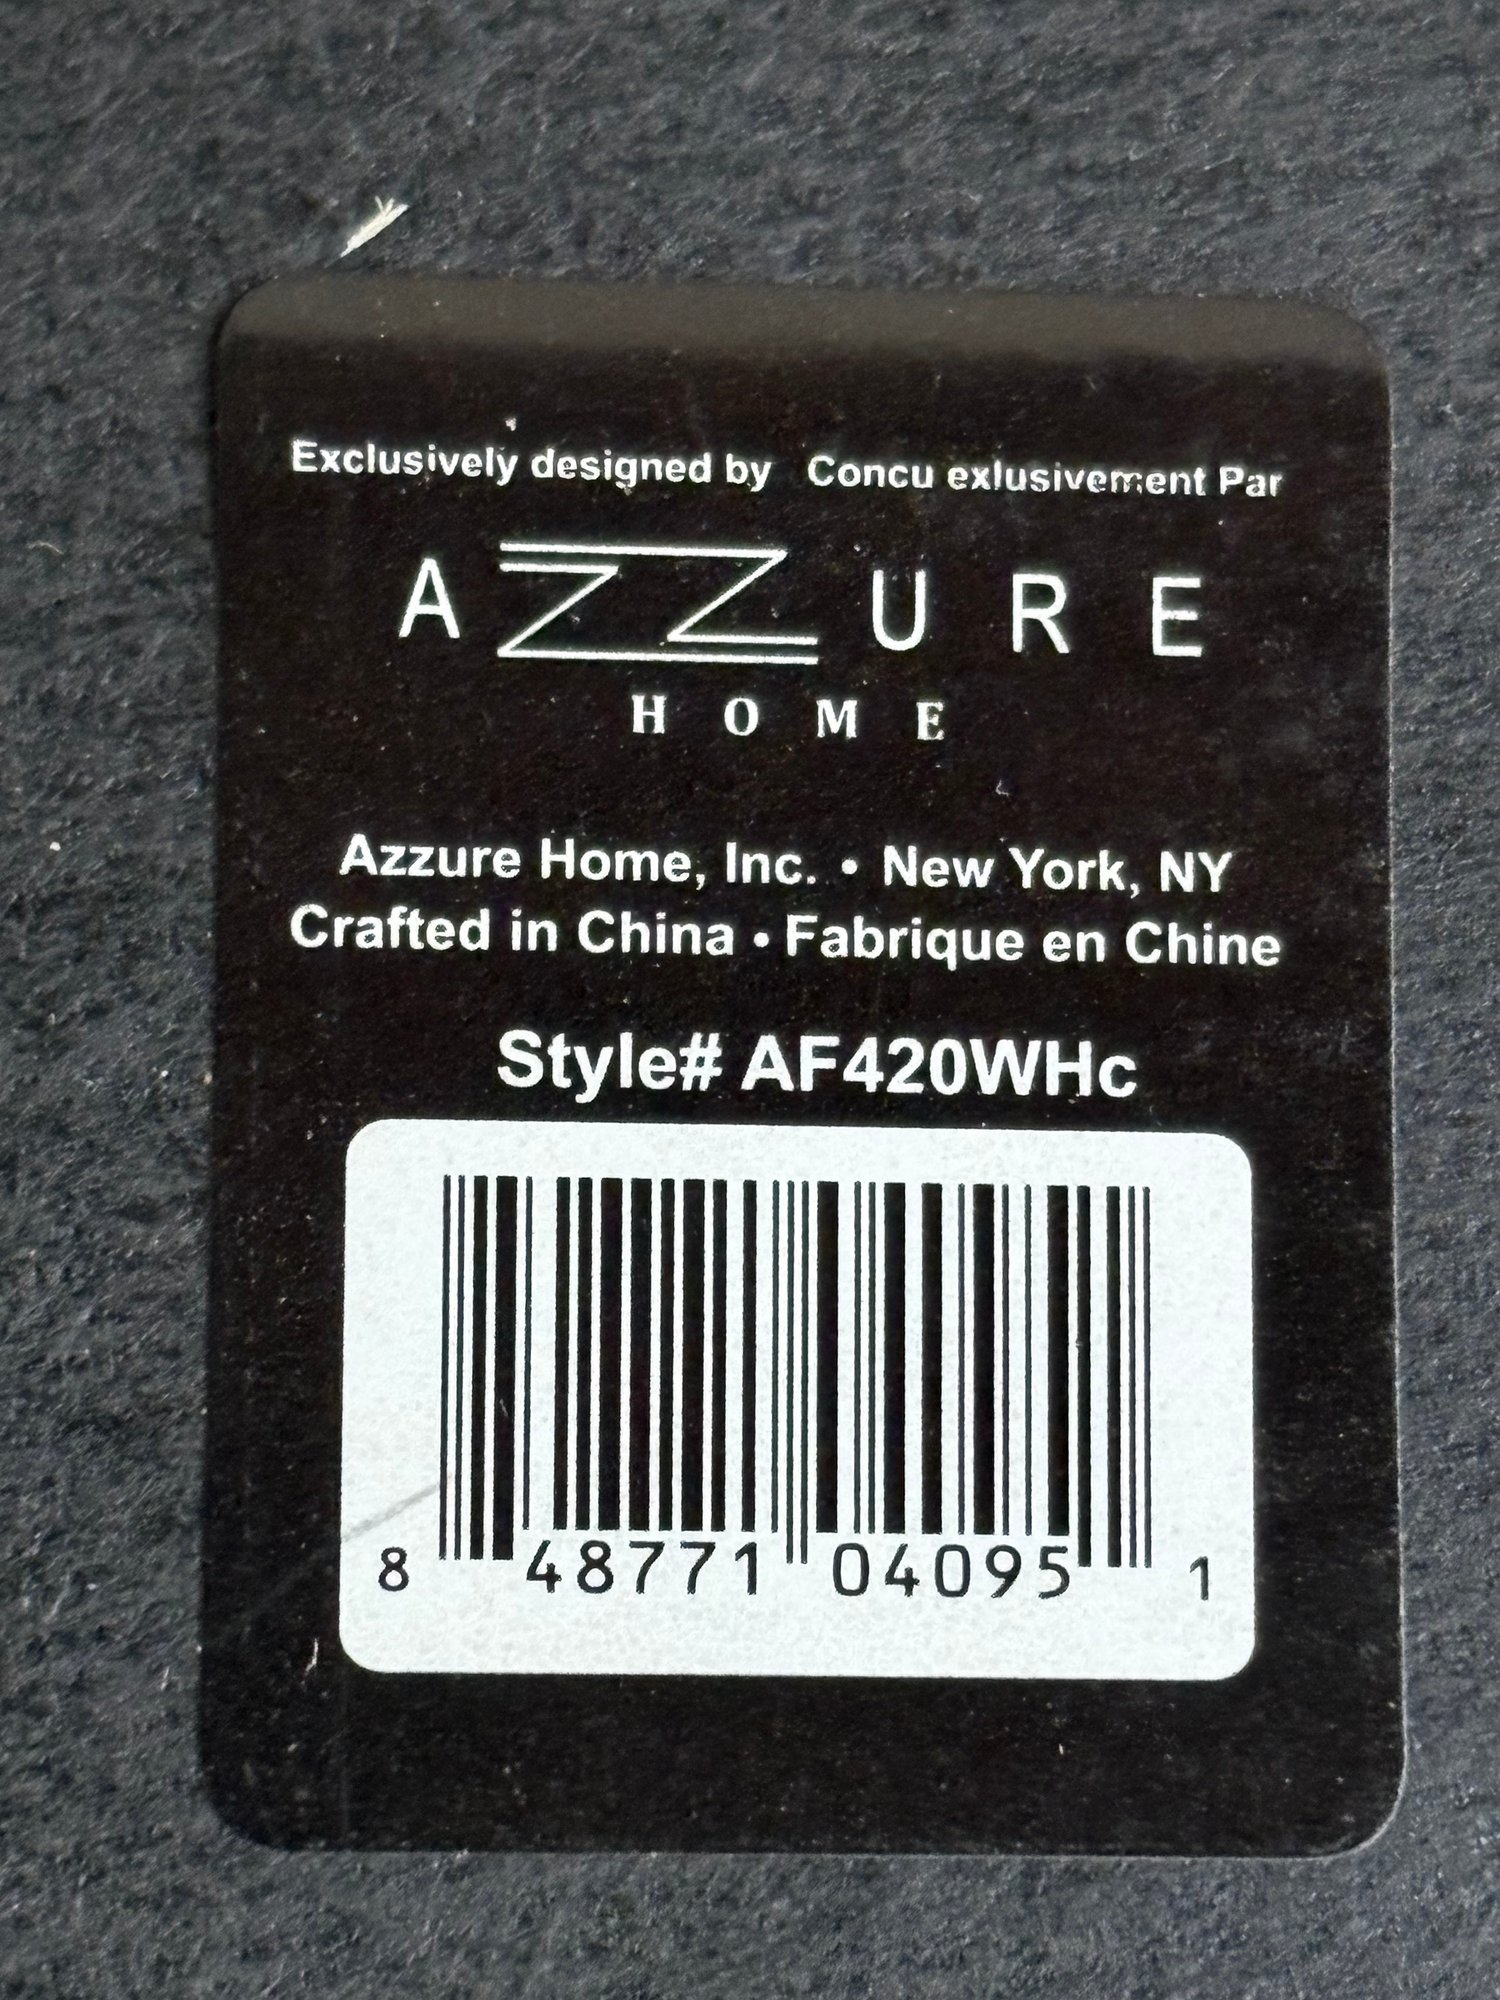 Exclusively designed by Concu exlusivement Par
AZZURE
HOME
Azzure Home, Inc. • New York, NY
Crafted in China • Fabrique en Chine
Style# AF420WHc
8 48771 04095 1